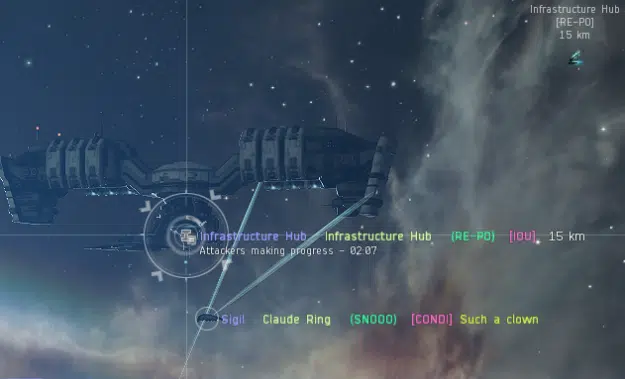 Infrastructure Hub
[RE-PO]
15 km
Infrastructure Hub Infrastructure Hub (RE-PO) [IOU] 15 km
Attackers making progress - 02:07
Sigil Claude Ring (SNOOO) [CONDI] Such a clown